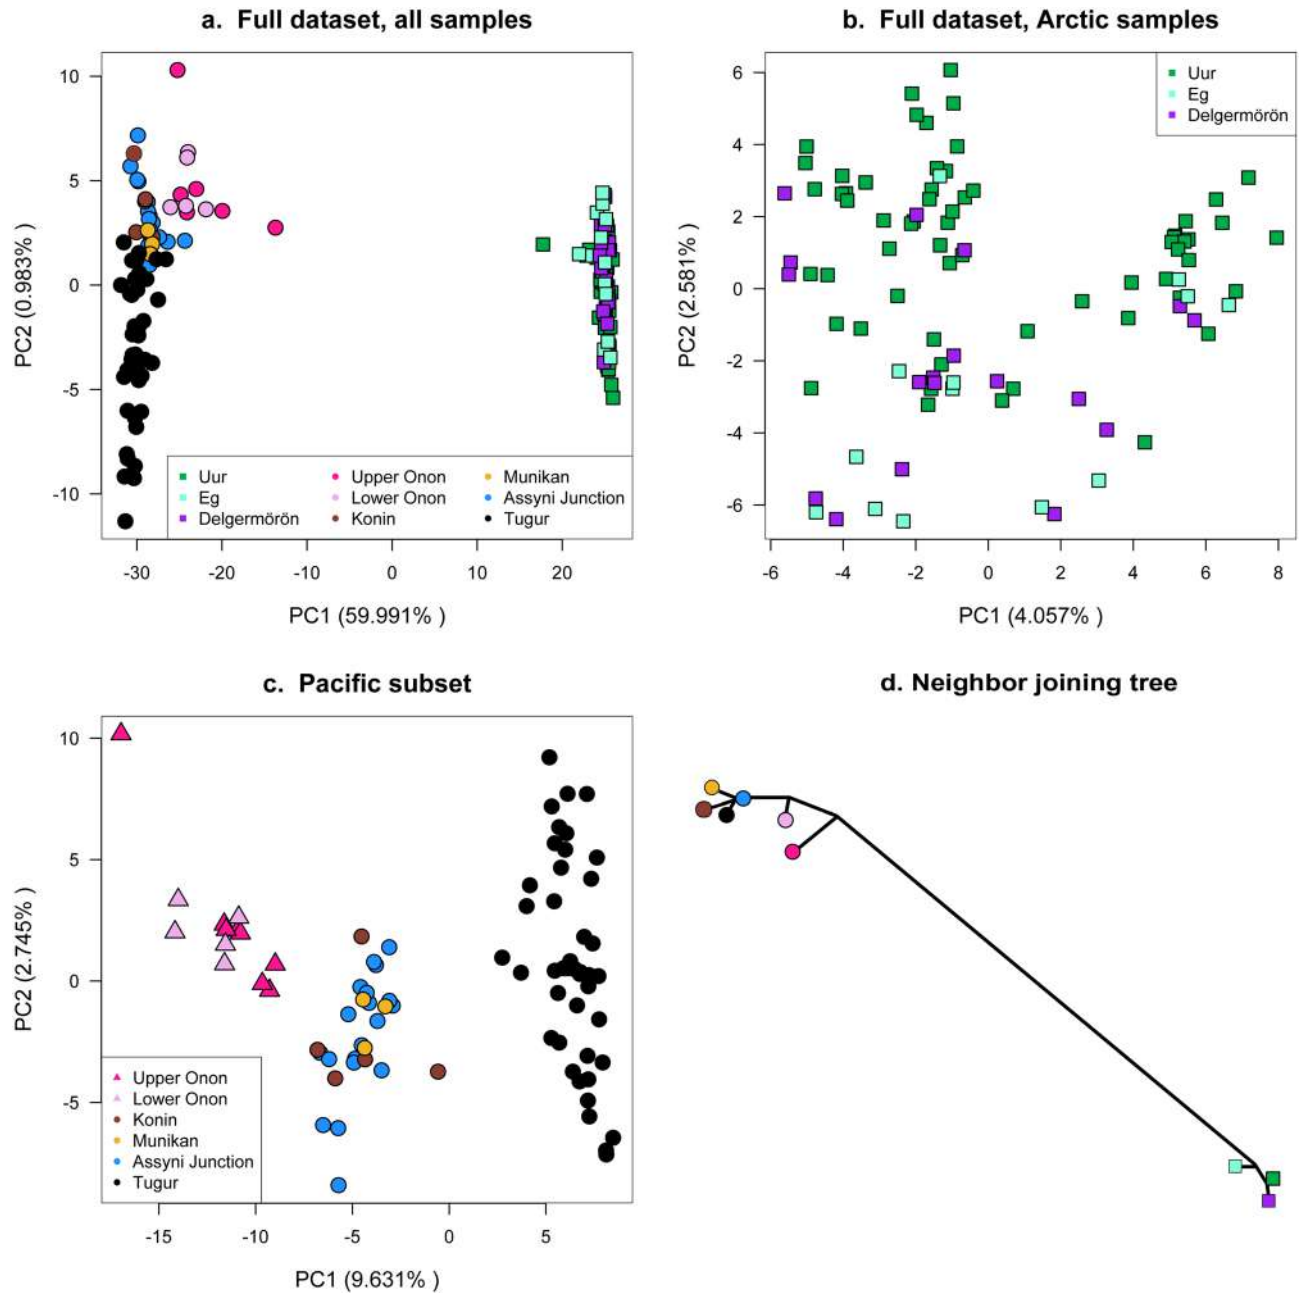 a. Full dataset, all samples
10
5
0
-5
-10
PC2 (0.983% )
Uur
Eg
Delgermörön
Upper Onon
Lower Onon
Konin
Munikan
Assyni Junction
Tugur
-30
-20
-10
0
10
20
PC1 (59.991% )
b. Full dataset, Arctic samples
6
4
2
0
-2
-4
-6
PC2 (2.581% )
Uur
Eg
Delgermörön
-6
-4
-2
0
2
4
6
8
PC1 (4.057% )
c. Pacific subset
10
5
0
-5
PC2 (2.745% )
Upper Onon
Lower Onon
Konin
Munikan
Assyni Junction
Tugur
-15
-10
-5
0
5
PC1 (9.631% )
d. Neighbor joining tree